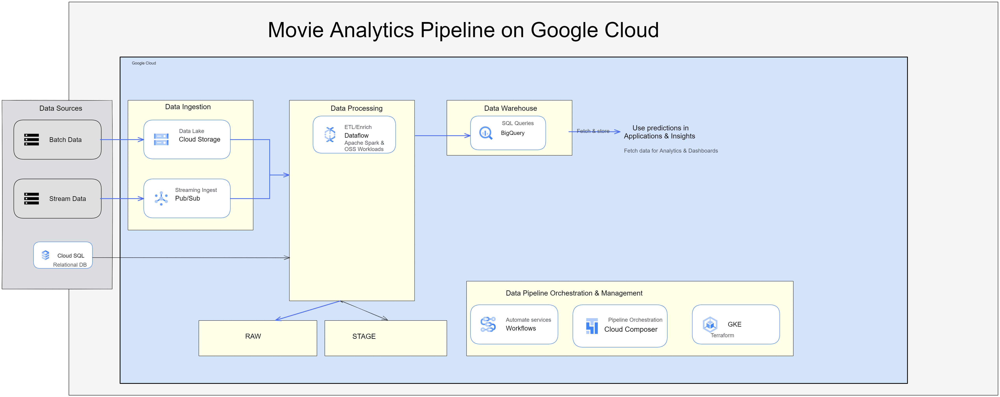 Movie Analytics Pipeline on Google Cloud
Google Cloud
Data Sources
Batch Data
Stream Data
Cloud SQL
Relational DB
Data Ingestion
Data Lake
Cloud Storage
Streaming Ingest
Pub/Sub
Data Processing
ETL/Enrich
Dataflow
Apache Spark &
OSS Workloads
Data Warehouse
SQL Queries
BigQuery
Fetch & store
Use predictions in
Applications & Insights
Fetch data for Analytics & Dashboards
RAW
STAGE
Data Pipeline Orchestration & Management
Automate services
Workflows
Pipeline Orchestration
Cloud Composer
GKE
Terraform